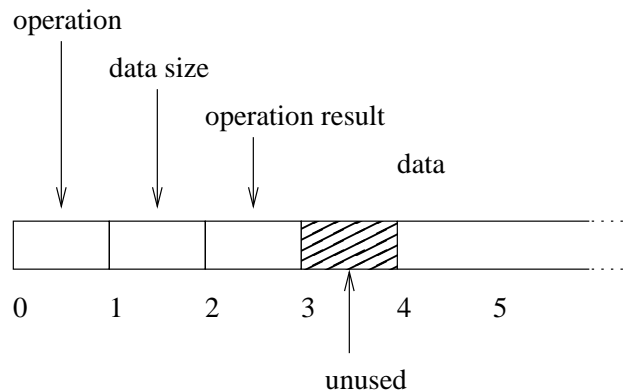 operation
data size
operation result
data
0 1 2 3 4 5
unused